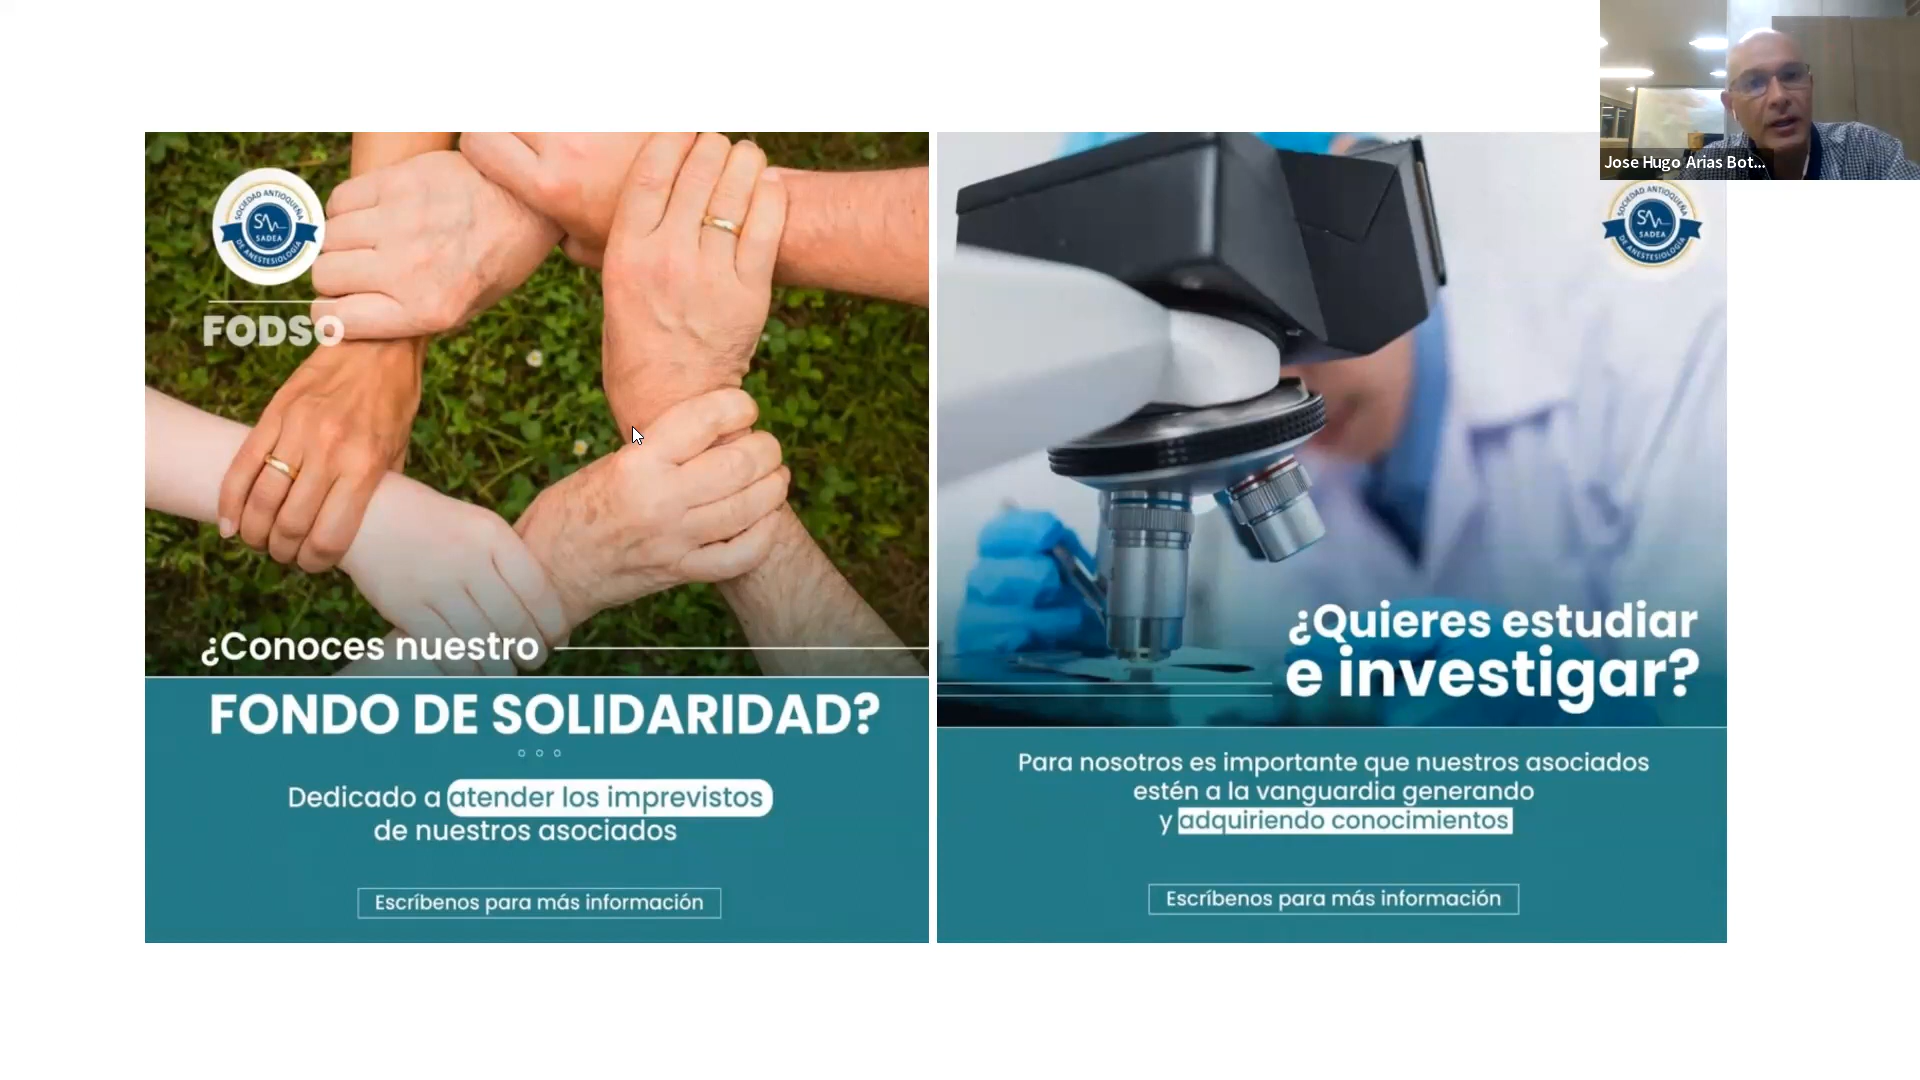 Jose Hugo Arias Bot...
SOCIEDAD ANTIOQUEÑA
SADEA
DE ANESTESIOLOGÍA
FODSO
¿Conoces nuestro
FONDO DE SOLIDARIDAD?
Dedicado a atender los imprevistos
de nuestros asociados
Escríbenos para más información
SOCIEDAD ANTIOQUEÑA
SADEA
DE ANESTESIOLOGÍA
¿Quieres estudiar
e investigar?
Para nosotros es importante que nuestros asociados
estén a la vanguardia generando
y adquiriendo conocimientos
Escríbenos para más información